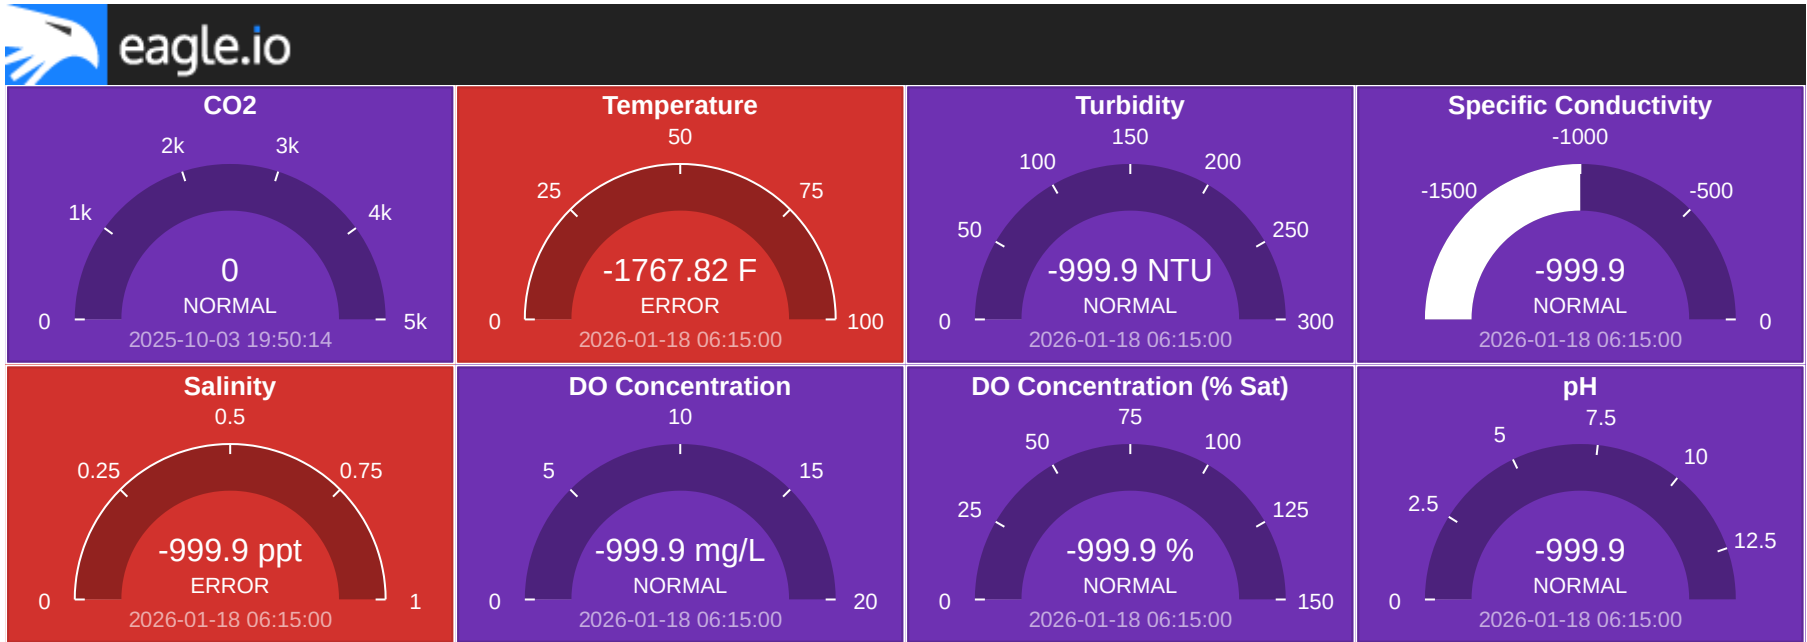 eagle.io
CO2
2k
3k
1k
4k
0
NORMAL
0
5k
2025-10-03 19:50:14
Temperature
50
25
75
-1767.82 F
ERROR
0
100
2026-01-18 06:15:00
Turbidity
150
100
200
50
250
-999.9 NTU
NORMAL
0
300
2026-01-18 06:15:00
Specific Conductivity
-1000
-1500
-500
-999.9
NORMAL
0
2026-01-18 06:15:00
Salinity
0.5
0.25
0.75
-999.9 ppt
ERROR
0
1
2026-01-18 06:15:00
DO Concentration
10
5
15
-999.9 mg/L
NORMAL
0
20
2026-01-18 06:15:00
DO Concentration (% Sat)
75
50
100
25
125
-999.9 %
NORMAL
0
150
2026-01-18 06:15:00
pH
7.5
5
10
2.5
12.5
-999.9
NORMAL
0
2026-01-18 06:15:00